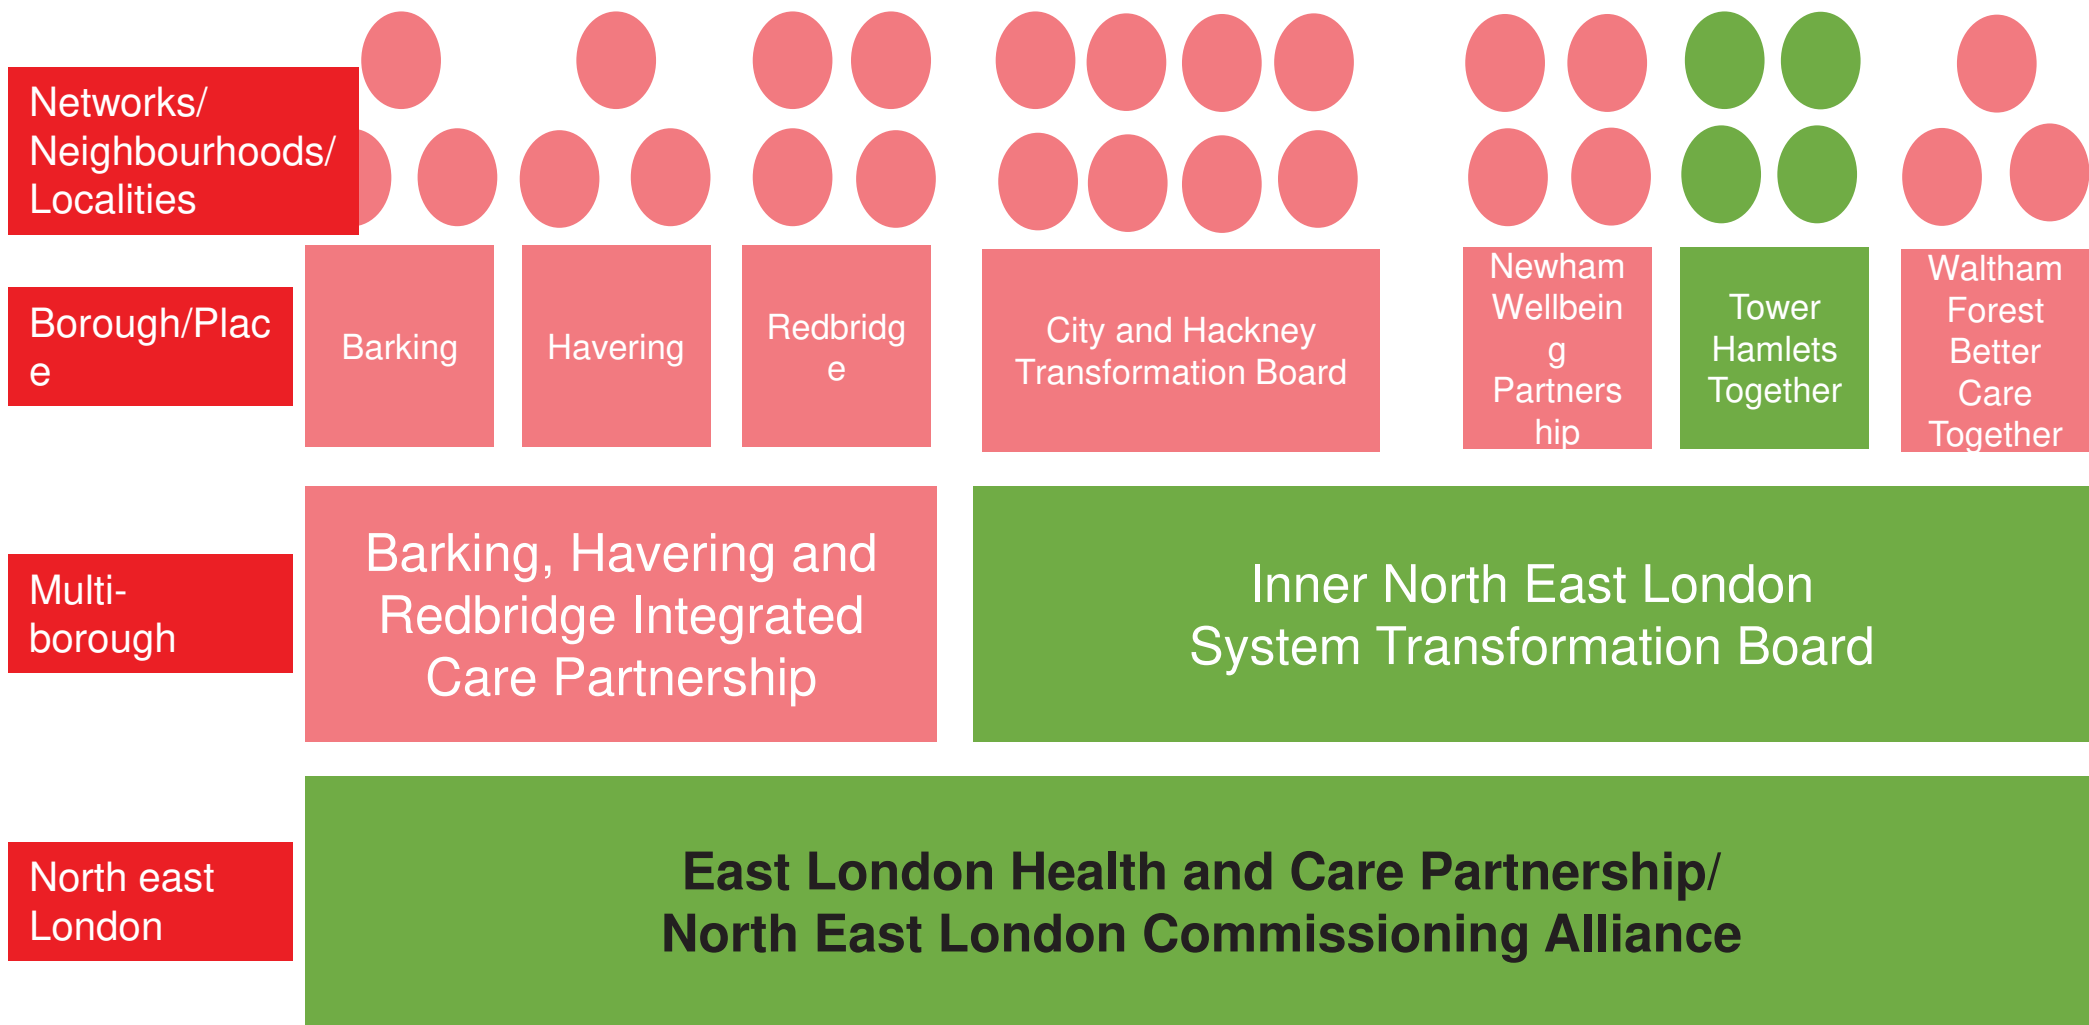 Networks/
Neighbourhoods/
Localities
Borough/Plac
e
Barking
Havering
Redbridg
e
City and Hackney
Transformation Board
Newham
Wellbein
g
Partners
hip
Tower
Hamlets
Together
Waltham
Forest
Better
Care
Together
Multi-
borough
Barking, Havering and
Redbridge Integrated
Care Partnership
Inner North East London
System Transformation Board
North east
London
East London Health and Care Partnership/
North East London Commissioning Alliance